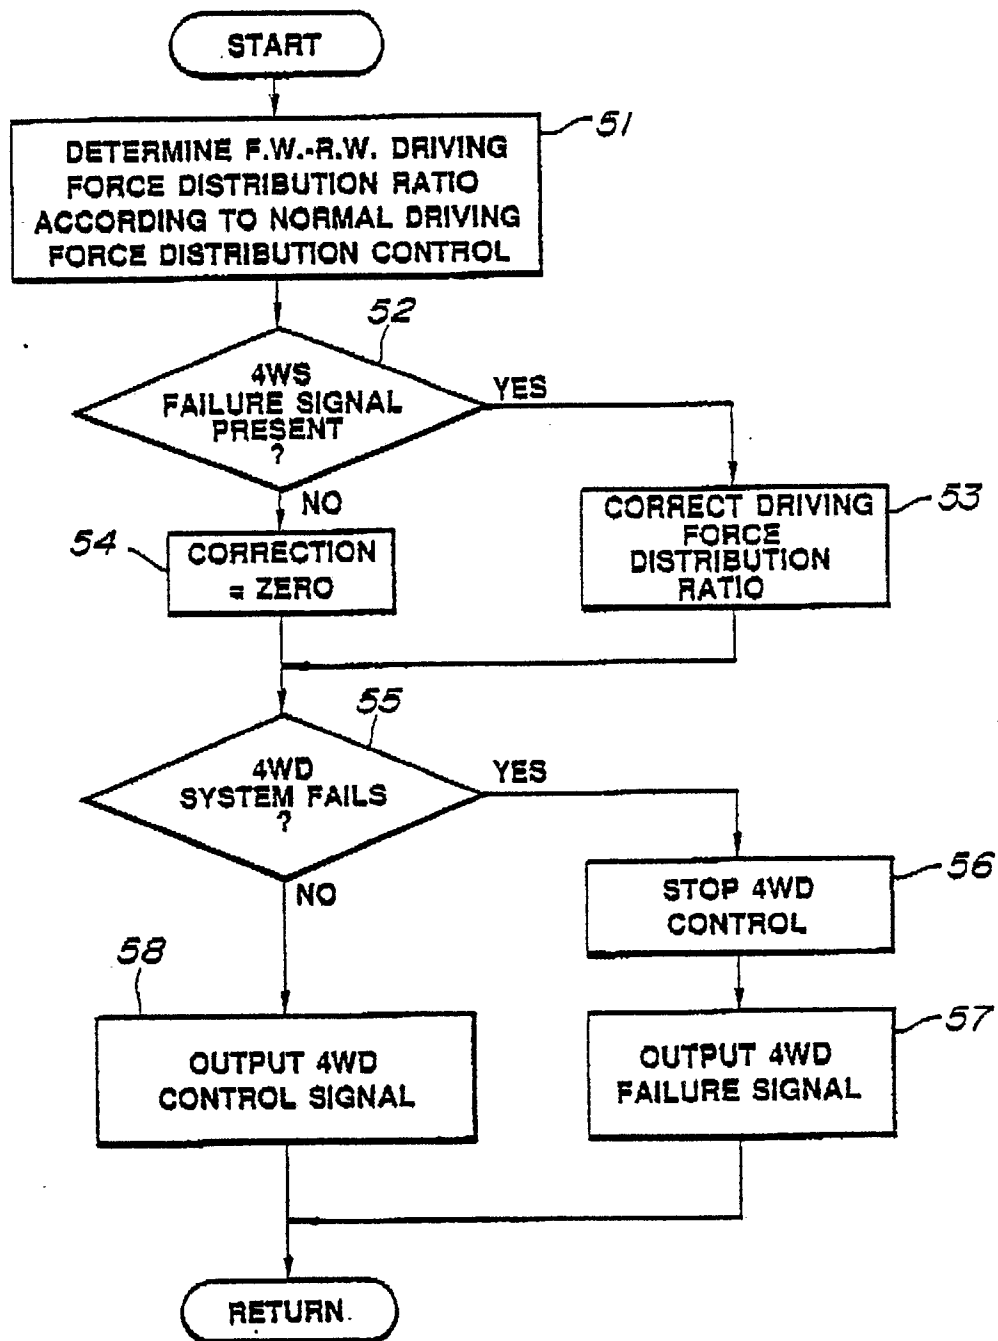 START
51
DETERMINE F.W.-R.W. DRIVING
FORCE DISTRIBUTION RATIO
ACCORDING TO NORMAL DRIVING
FORCE DISTRIBUTION CONTROL
52
4WS
FAILURE SIGNAL
PRESENT
?
YES
NO
53
CORRECT DRIVING
FORCE
DISTRIBUTION
RATIO
54
CORRECTION
= ZERO
55
4WD
SYSTEM FAILS
?
YES
NO
56
STOP 4WD
CONTROL
58
OUTPUT 4WD
CONTROL SIGNAL
57
OUTPUT 4WD
FAILURE SIGNAL
RETURN